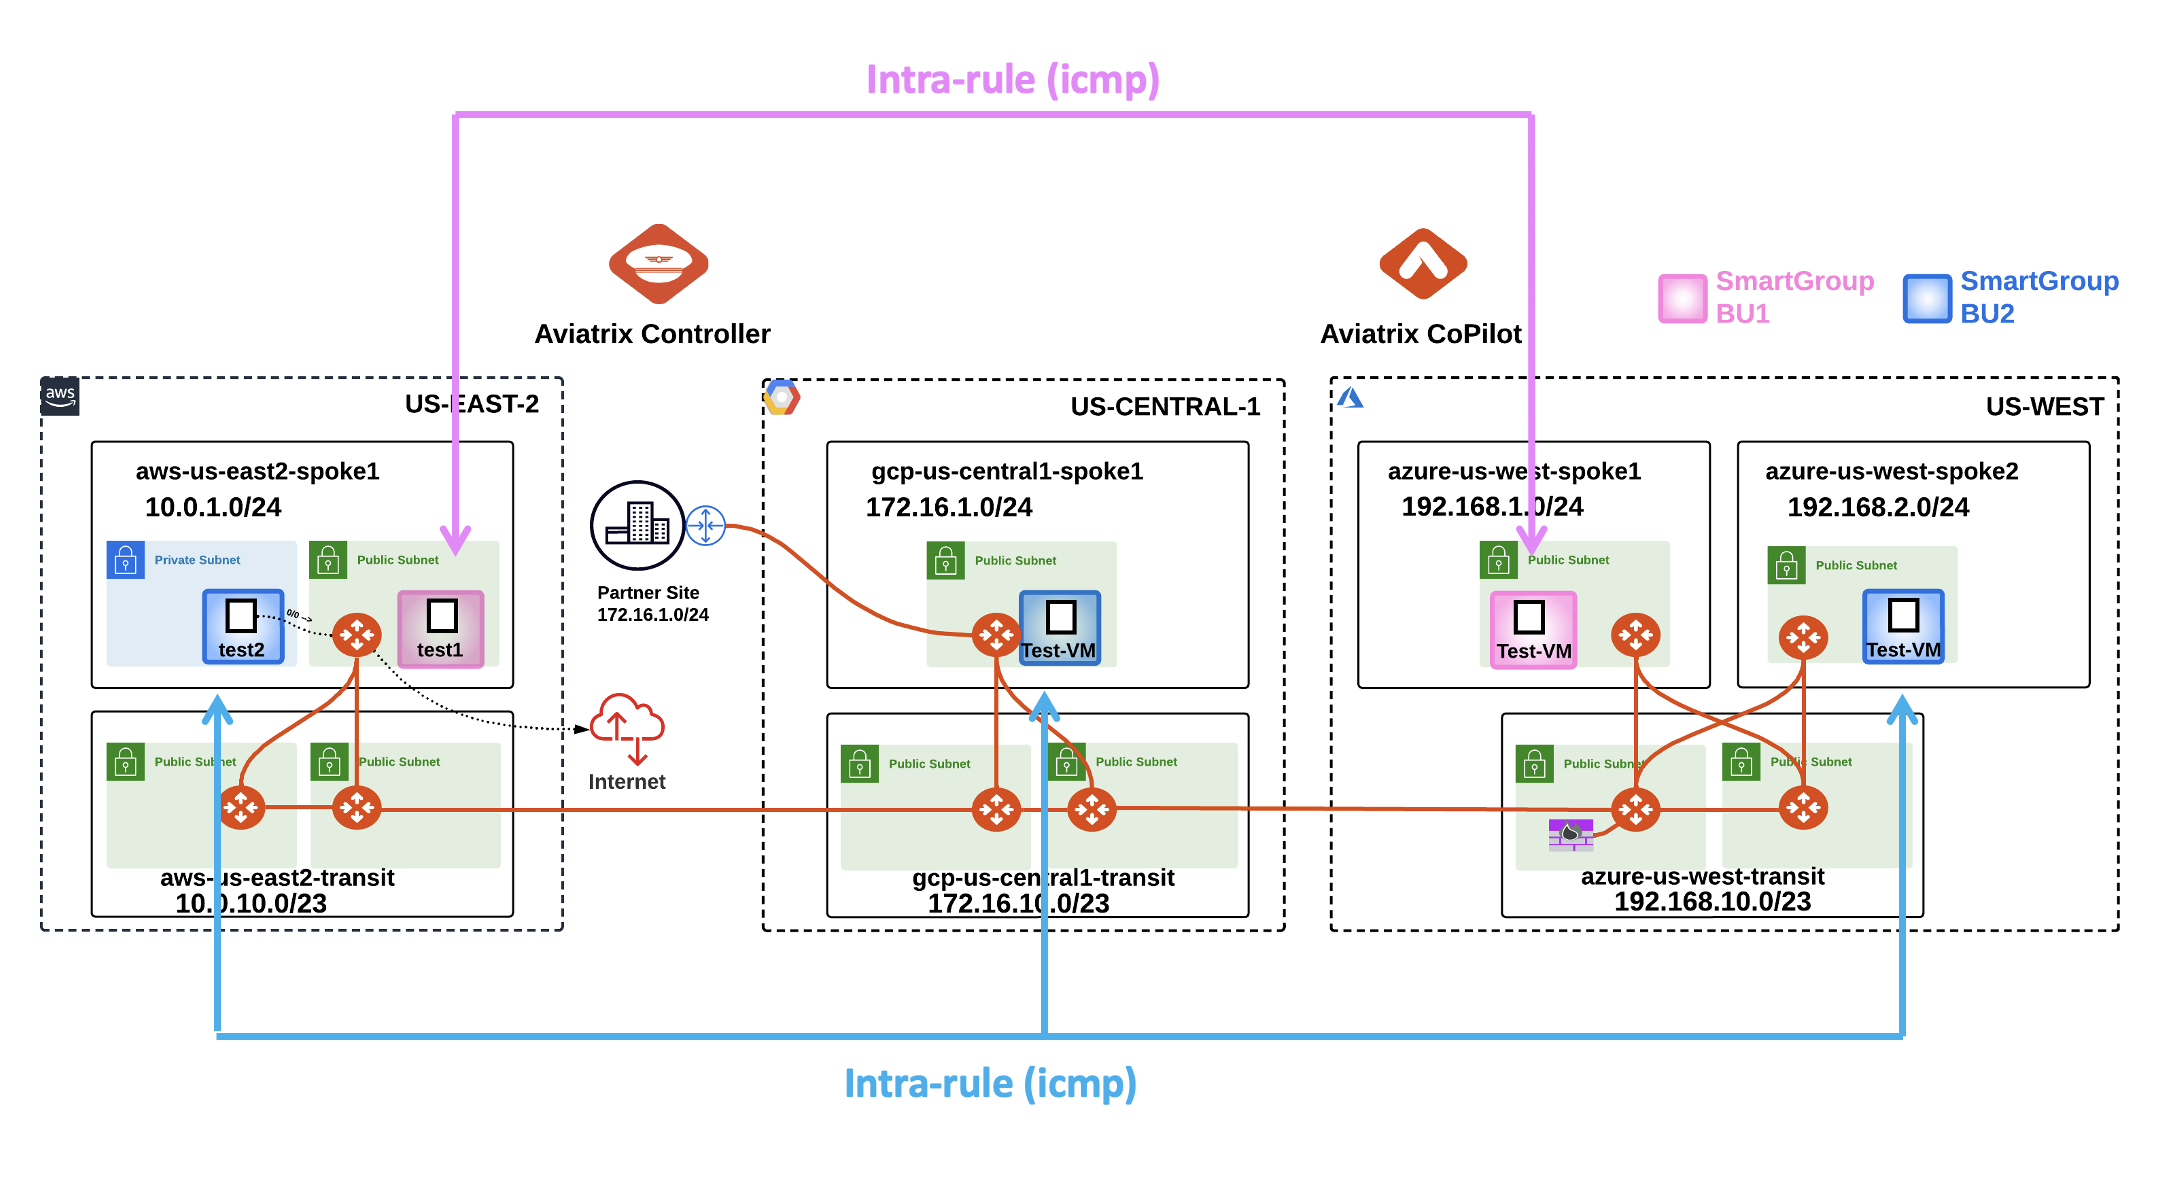 Intra-rule (icmp)
Aviatrix Controller
Aviatrix CoPilot
SmartGroup
BU1
SmartGroup
BU2
aws
US-EAST-2
aws-us-east2-spoke1
10.0.1.0/24
Private Subnet
Public Subnet
0/0
test2
test1
Public Subnet
Public Subnet
aws-us-east2-transit
10.0.10.0/23
Partner Site
172.16.1.0/24
Internet
US-CENTRAL-1
gcp-us-central1-spoke1
172.16.1.0/24
Public Subnet
Test-VM
Public Subnet
Public Subnet
gcp-us-central1-transit
172.16.10.0/23
US-WEST
azure-us-west-spoke1
192.168.1.0/24
Public Subnet
Test-VM
azure-us-west-spoke2
192.168.2.0/24
Public Subnet
Test-VM
Public Subnet
Public Subnet
azure-us-west-transit
192.168.10.0/23
Intra-rule (icmp)